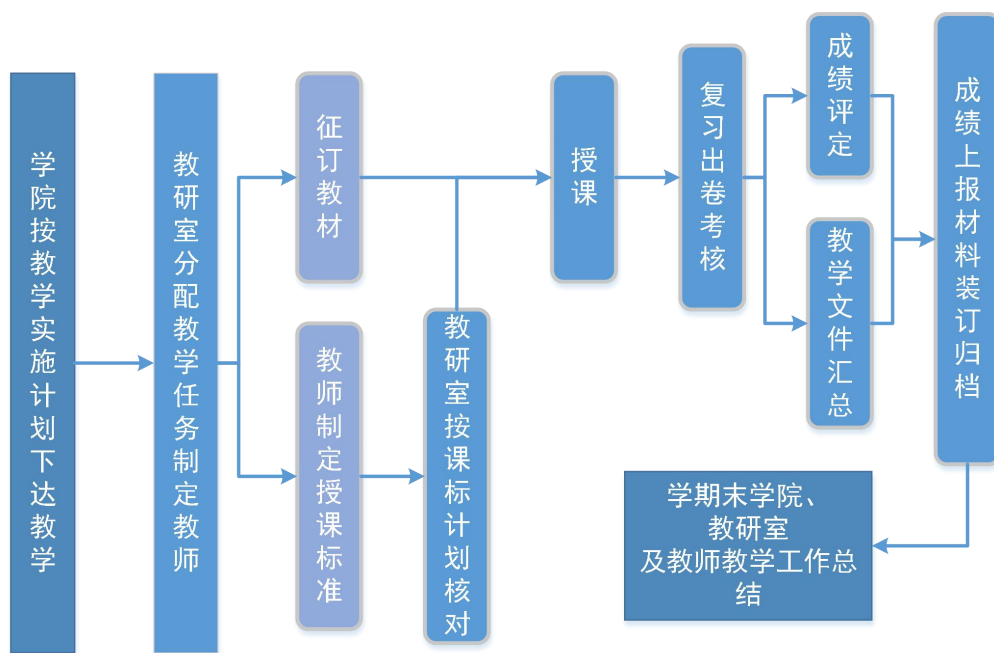 学院按教学实施计划下达教学
教研室分配教学任务制定教师
征订教材
教师制定授课标准
教研室按课标计划核对
授课
复习出卷考核
成绩评定
教学文件汇总
成绩上报材料装订归档
学期末学院、
教研室
及教师教学工作总
结